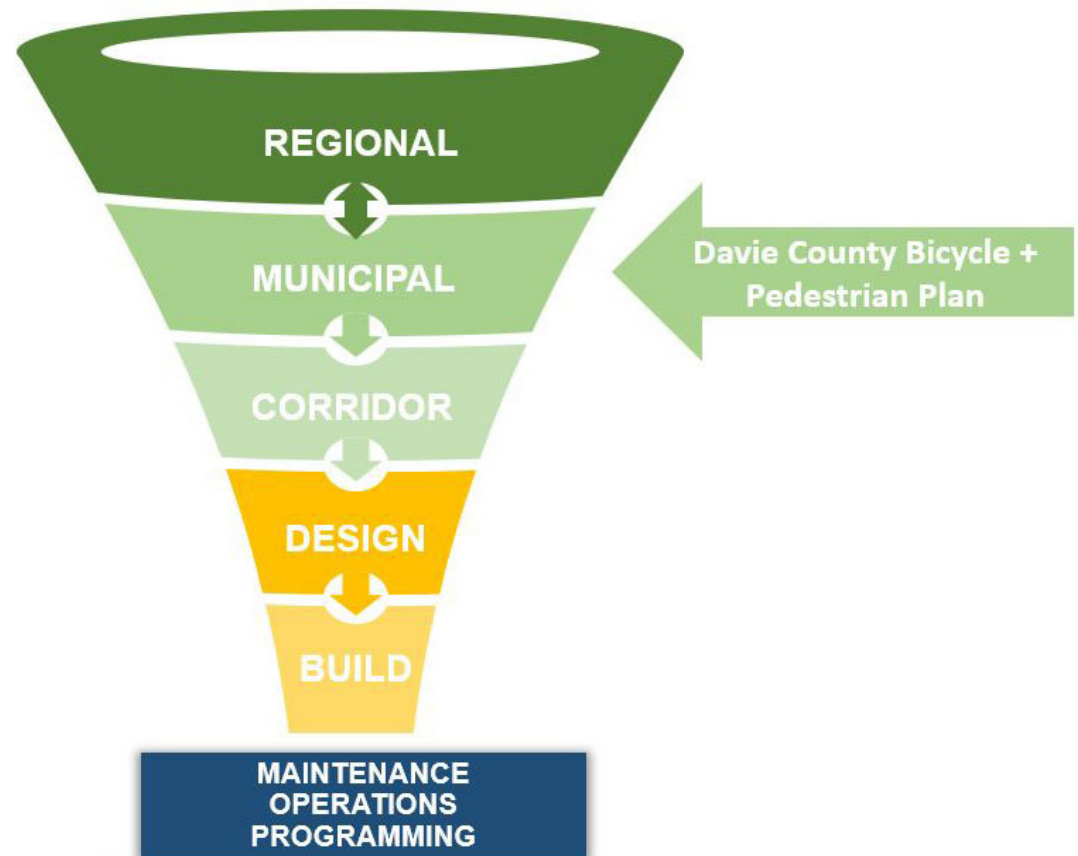 REGIONAL
MUNICIPAL
Davie County Bicycle +
Pedestrian Plan
CORRIDOR
DESIGN
BUILD
MAINTENANCE
OPERATIONS
PROGRAMMING